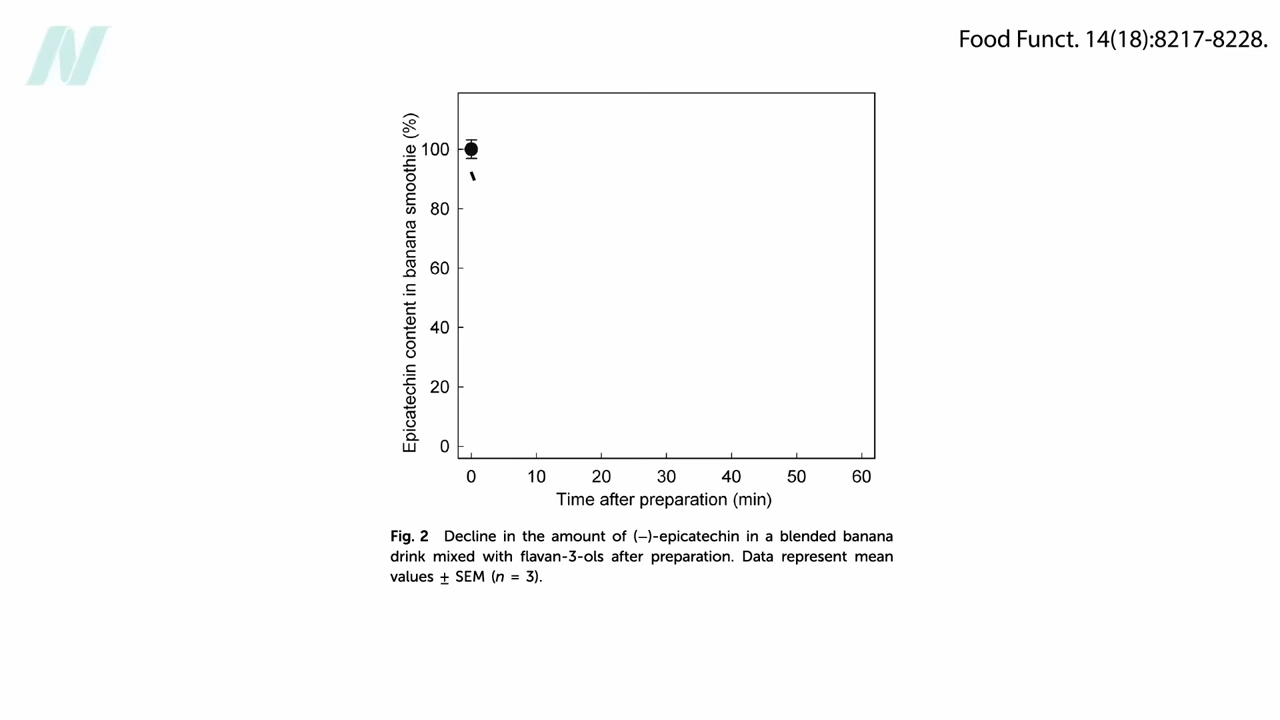 Food Funct. 14(18):8217-8228.
Epicatechin content in banana smoothie (%)
100
80
60
40
20
0
0 10 20 30 40 50 60
Time after preparation (min)
Fig. 2 Decline in the amount of (−)-epicatechin in a blended banana
drink mixed with flavan-3-ols after preparation. Data represent mean
values ± SEM (n = 3).